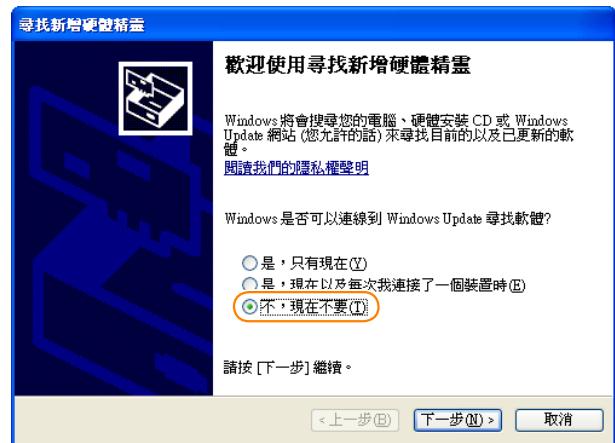 尋找新增硬體精靈
歡迎使用尋找新增硬體精靈
Windows 將會搜尋您的電腦、硬體安裝 CD 或 Windows
Update 網站 (您允許的話) 來尋找目前的以及已更新的軟
體。
閱讀我們的隱私權聲明
Windows 是否可以連線到 Windows Update 尋找軟體?
是，只有現在(Y)
是，現在以及每次我連接了一個裝置時(E)
不，現在不要(T)
請按 [下一步] 繼續。
<上一步(B) 下一步(N)> 取消